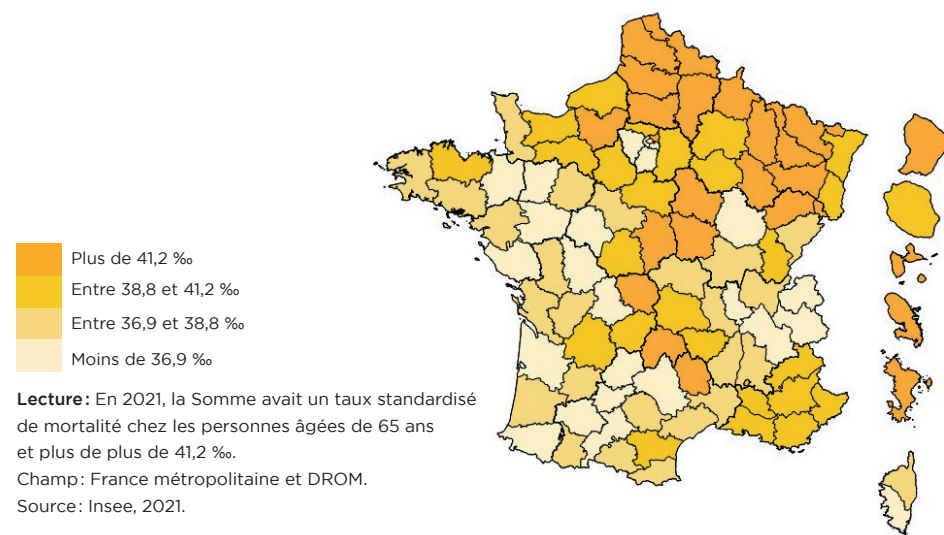 Plus de 41,2 ‰
Entre 38,8 et 41,2 ‰
Entre 36,9 et 38,8 ‰
Moins de 36,9 ‰
Lecture : En 2021, la Somme avait un taux standardisé
de mortalité chez les personnes âgées de 65 ans
et plus de plus de 41,2 ‰.
Champ : France métropolitaine et DROM.
Source : Insee, 2021.